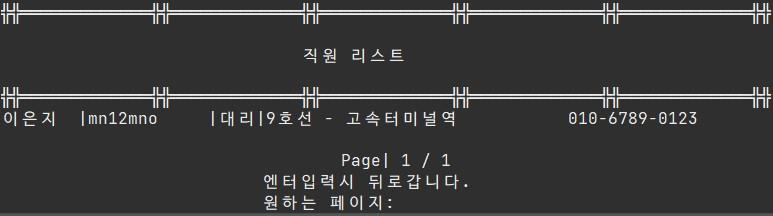 직원 리스트
이은지 |mn12mno |대리|9호선 - 고속터미널역 010-6789-0123
Page| 1 / 1
엔터입력시 뒤로갑니다.
원하는 페이지: